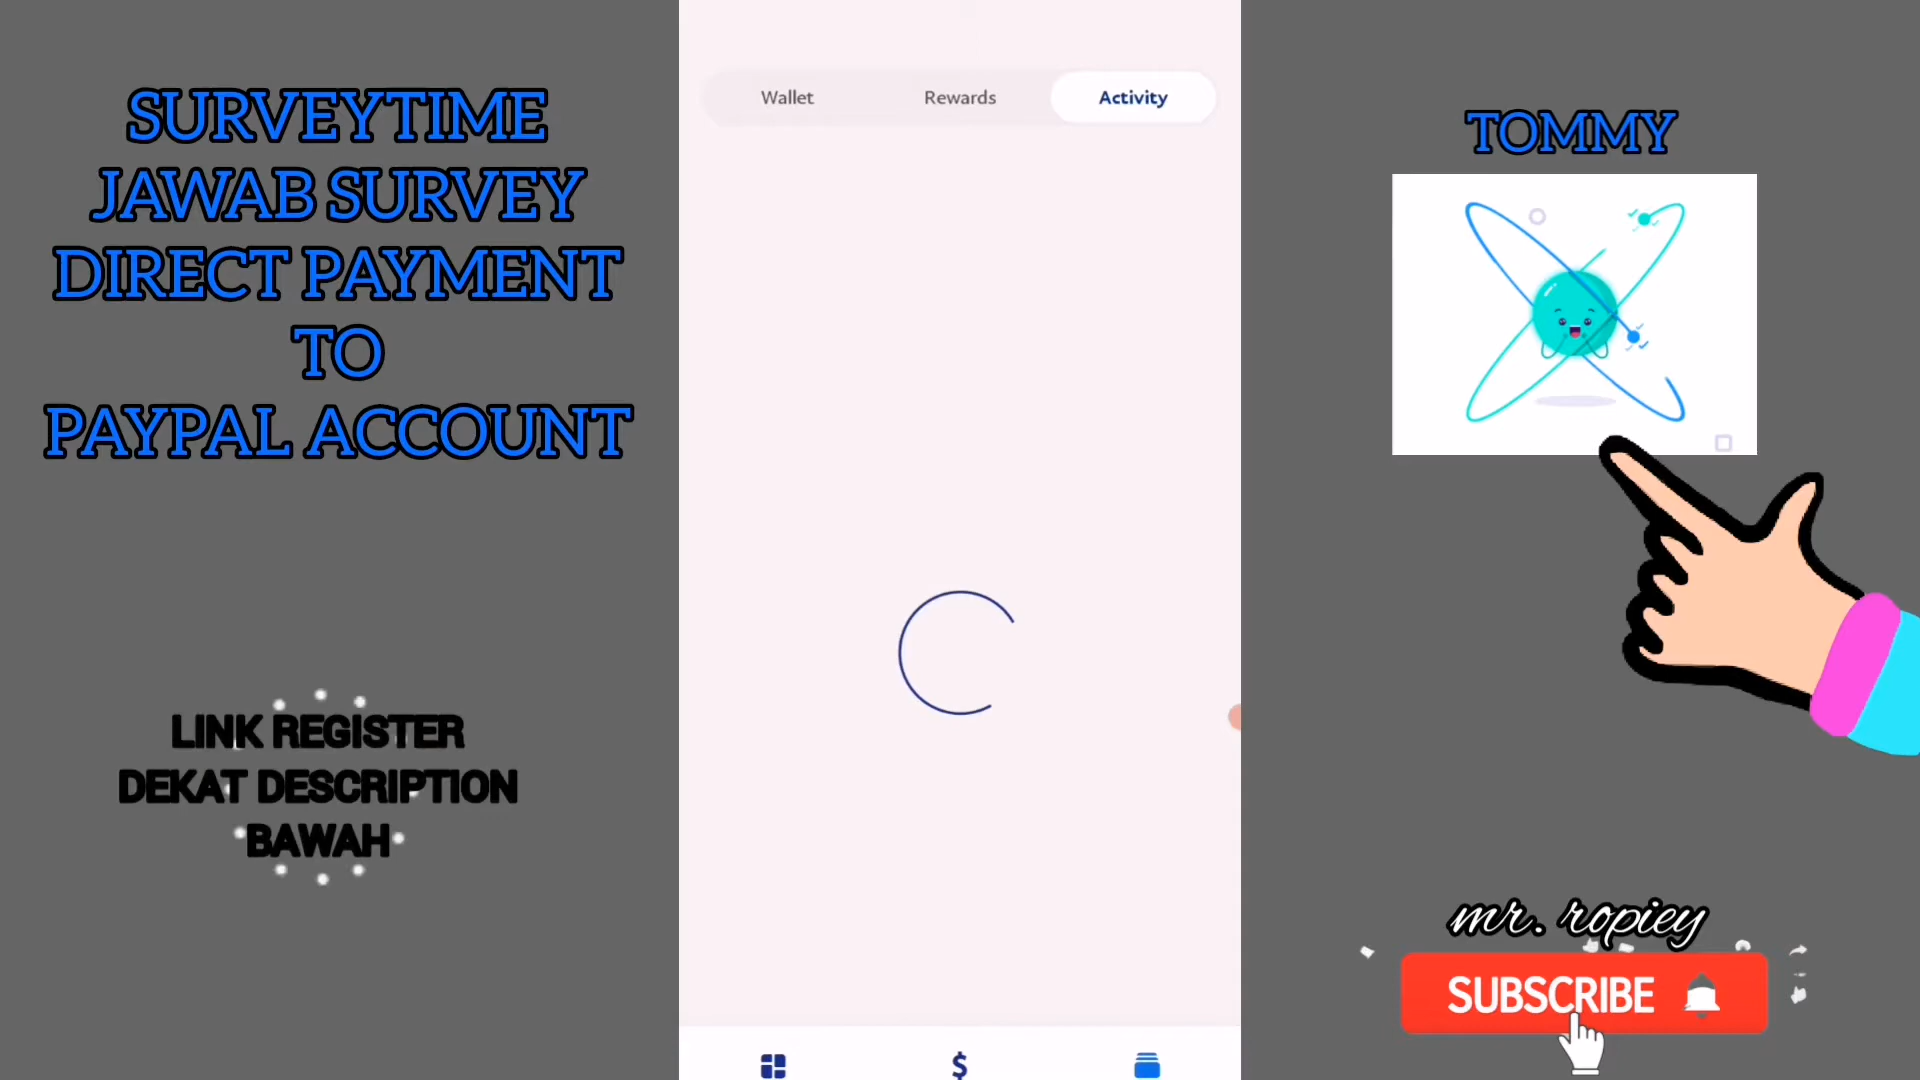 SURVEYTIME
JAWAB SURVEY
DIRECT PAYMENT
TO
PAYPAL ACCOUNT
LINK REGISTER
DEKAT DESCRIPTION
BAWAH
Wallet Rewards Activity
$
TOMMY
mr. ropiey
SUBSCRIBE